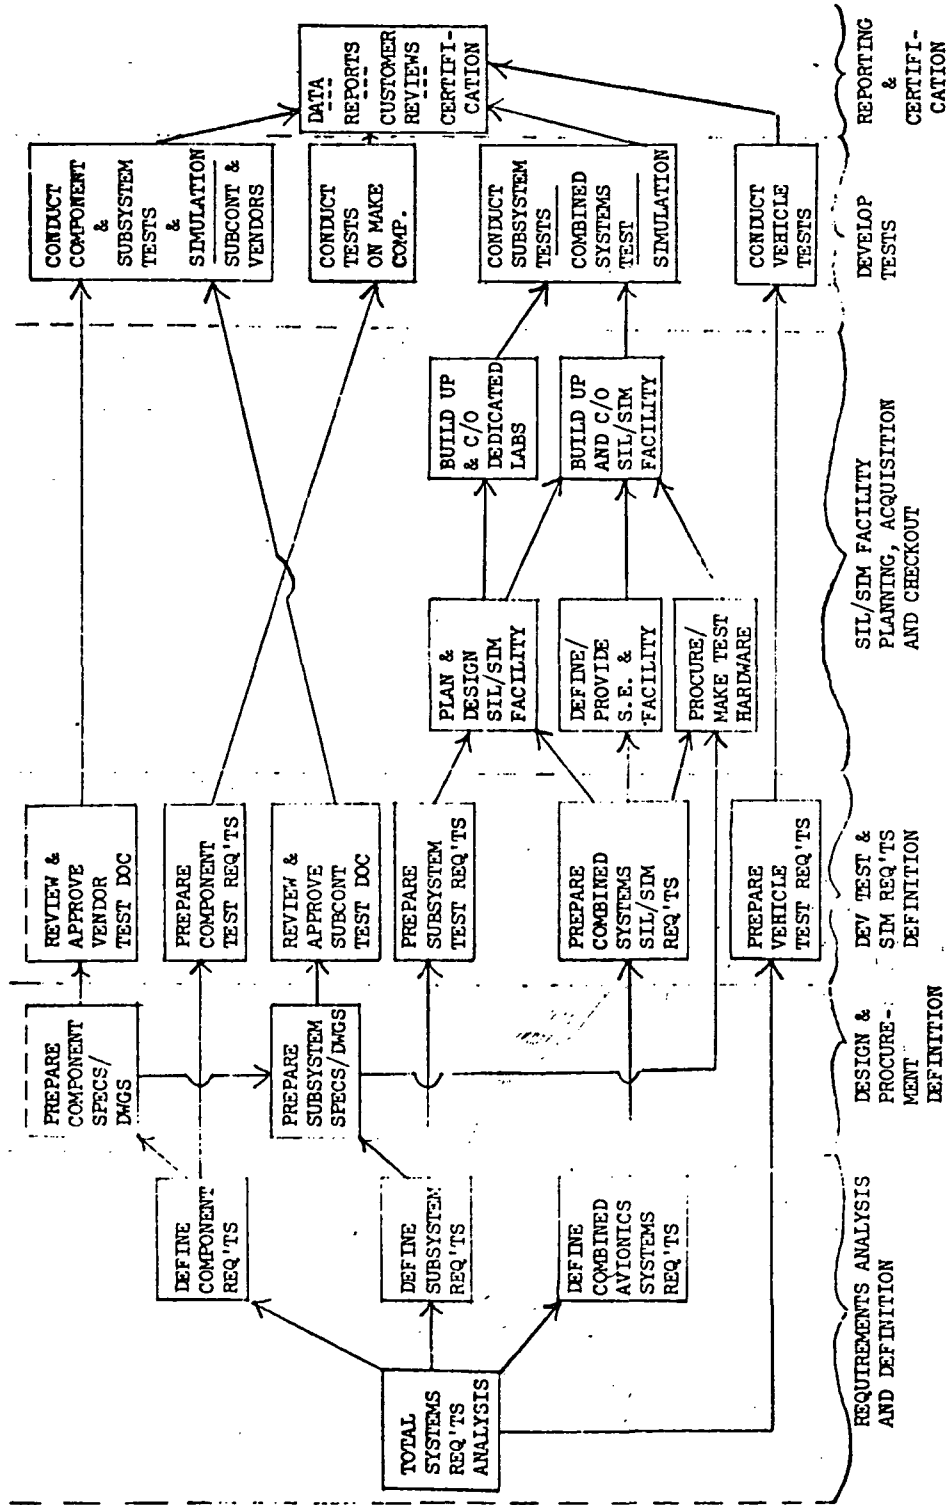 TOTAL
SYSTEMS
REQ'TS
ANALYSIS
DEFINE
COMPONENT
REQ'TS
DEFINE
SUBSYSTEM
REQ'TS
DEFINE
COMBINED
AVIONICS
SYSTEMS
REQ'TS
PREPARE
COMPONENT
SPECS/
DWGS
PREPARE
SUBSYSTEM
SPECS/DWGS
REVIEW &
APPROVE
VENDOR
TEST DOC
PREPARE
COMPONENT
TEST REQ'TS
REVIEW &
APPROVE
SUBCONT
TEST DOC
PREPARE
SUBSYSTEM
TEST REQ'TS
PREPARE
COMBINED
SYSTEMS
SIL/SIM
REQ'TS
PREPARE
VEHICLE
TEST REQ'TS
PLAN &
DESIGN
SIL/SIM
FACILITY
DEFINE/
PROVIDE
S.E. &
FACILITY
PROCURE/
MAKE TEST
HARDWARE
BUILD UP
& C/O
DEDICATED
LABS
BUILD UP
AND C/O
SIL/SIM
FACILITY
CONDUCT
COMPONENT
&
SUBSYSTEM
TESTS
&
SIMULATION
SUBCONT &
VENDORS
CONDUCT
TESTS
ON MAKE
COMP.
CONDUCT
SUBSYSTEM
TESTS
COMBINED
SYSTEMS
TEST
SIMULATION
CONDUCT
VEHICLE
TESTS
DATA
---
REPORTS
---
CUSTOMER
REVIEWS
---
CERTIFI-
CATION
REQUIREMENTS ANALYSIS
AND DEFINITION
DESIGN &
PROCURE-
MENT
DEFINITION
DEV TEST &
SIM REQ'TS
DEFINITION
SIL/SIM FACILITY
PLANNING, ACQUISITION
AND CHECKOUT
DEVELOP
TESTS
REPORTING
&
CERTIFI-
CATION